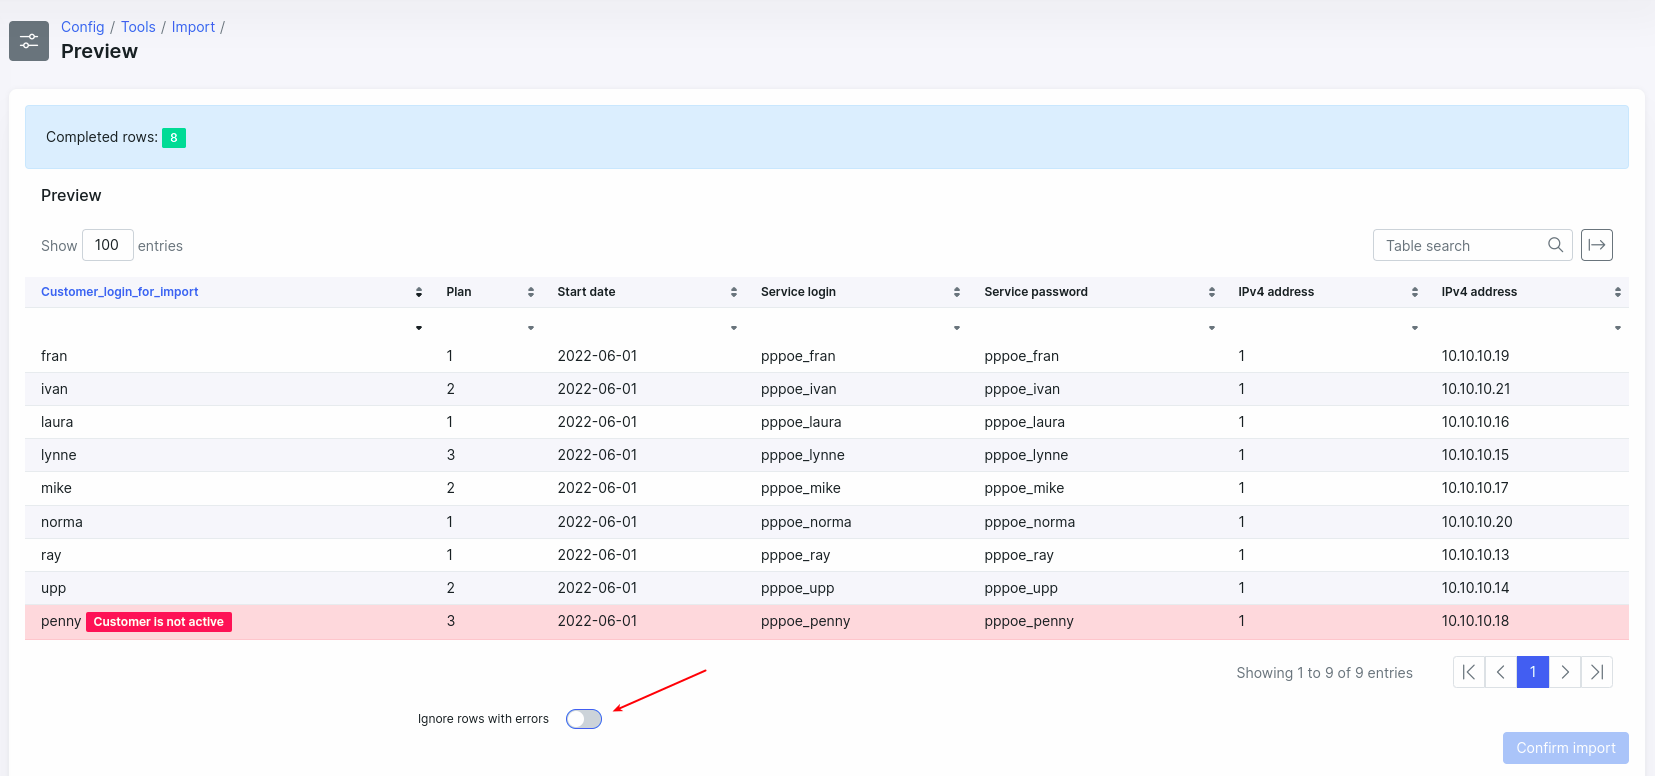 Config / Tools / Import /
Preview
Completed rows: 8
Preview
Show 100 entries
Table search
Customer_login_for_import Plan Start date Service login Service password IPv4 address IPv4 address
fran 1 2022-06-01 pppoe_fran pppoe_fran 1 10.10.10.19
ivan 2 2022-06-01 pppoe_ivan pppoe_ivan 1 10.10.10.21
laura 1 2022-06-01 pppoe_laura pppoe_laura 1 10.10.10.16
lynne 3 2022-06-01 pppoe_lynne pppoe_lynne 1 10.10.10.15
mike 2 2022-06-01 pppoe_mike pppoe_mike 1 10.10.10.17
norma 1 2022-06-01 pppoe_norma pppoe_norma 1 10.10.10.20
ray 1 2022-06-01 pppoe_ray pppoe_ray 1 10.10.10.13
upp 2 2022-06-01 pppoe_upp pppoe_upp 1 10.10.10.14
penny Customer is not active 3 2022-06-01 pppoe_penny pppoe_penny 1 10.10.10.18
Showing 1 to 9 of 9 entries 1
Ignore rows with errors
Confirm import